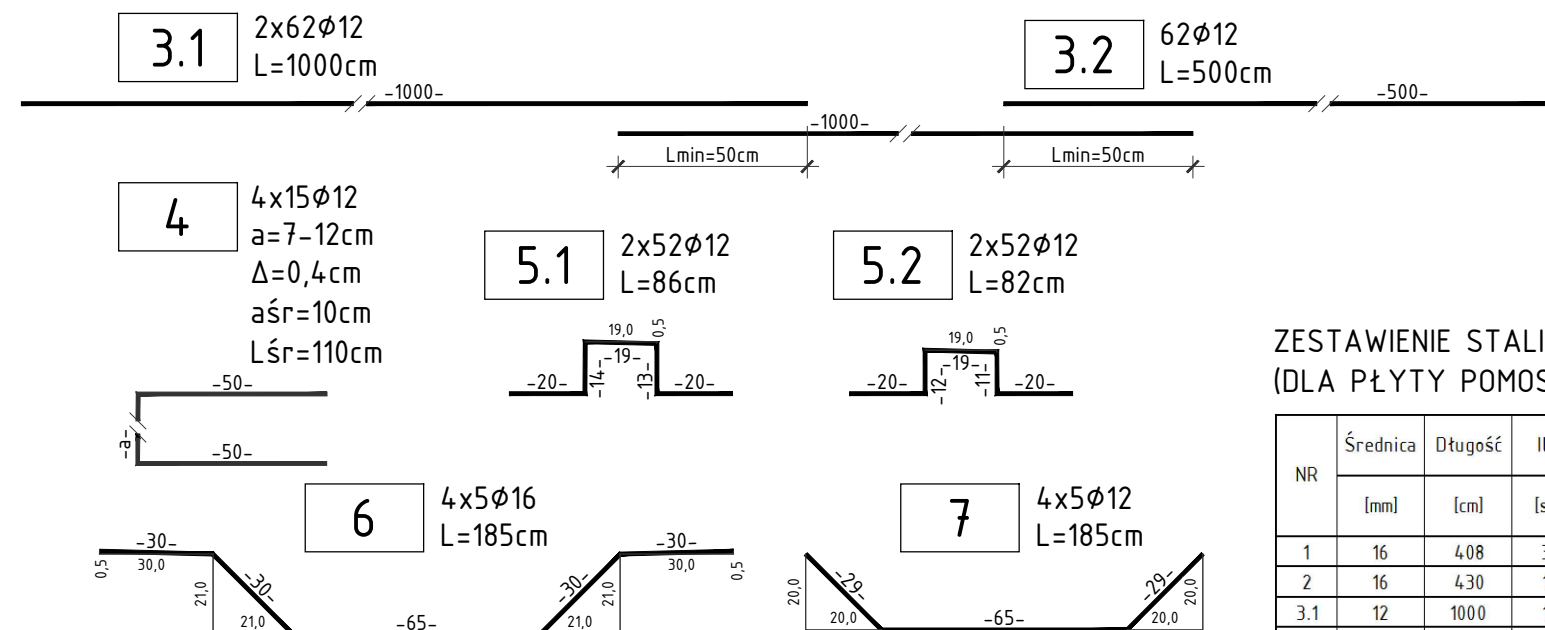 3.1
2x62Ø12
L=1000cm
-1000-
3.2
62Ø12
L=500cm
-500-
-1000-
Lmin=50cm
Lmin=50cm
4
4x15Ø12
a=7-12cm
Δ=0,4cm
aśr=10cm
Lśr=110cm
-50-
-a-
-50-
5.1
2x52Ø12
L=86cm
19,0
0,5
-19-
-20-
-14-
-13-
-20-
5.2
2x52Ø12
L=82cm
19,0
0,5
-19-
-20-
-12-
-11-
-20-
6
4x5Ø16
L=185cm
-30-
30,0
0,5
21,0
-30-
21,0
-65-
-30-
21,0
21,0
-30-
30,0
0,5
7
4x5Ø12
L=185cm
20,0
-29-
20,0
-65-
-29-
20,0
20,0
ZESTAWIENIE STALI
(DLA PŁYTY POMOS
NR Średnica Długość
[mm] [cm]
1 16 408
2 16 430
3.1 12 1000